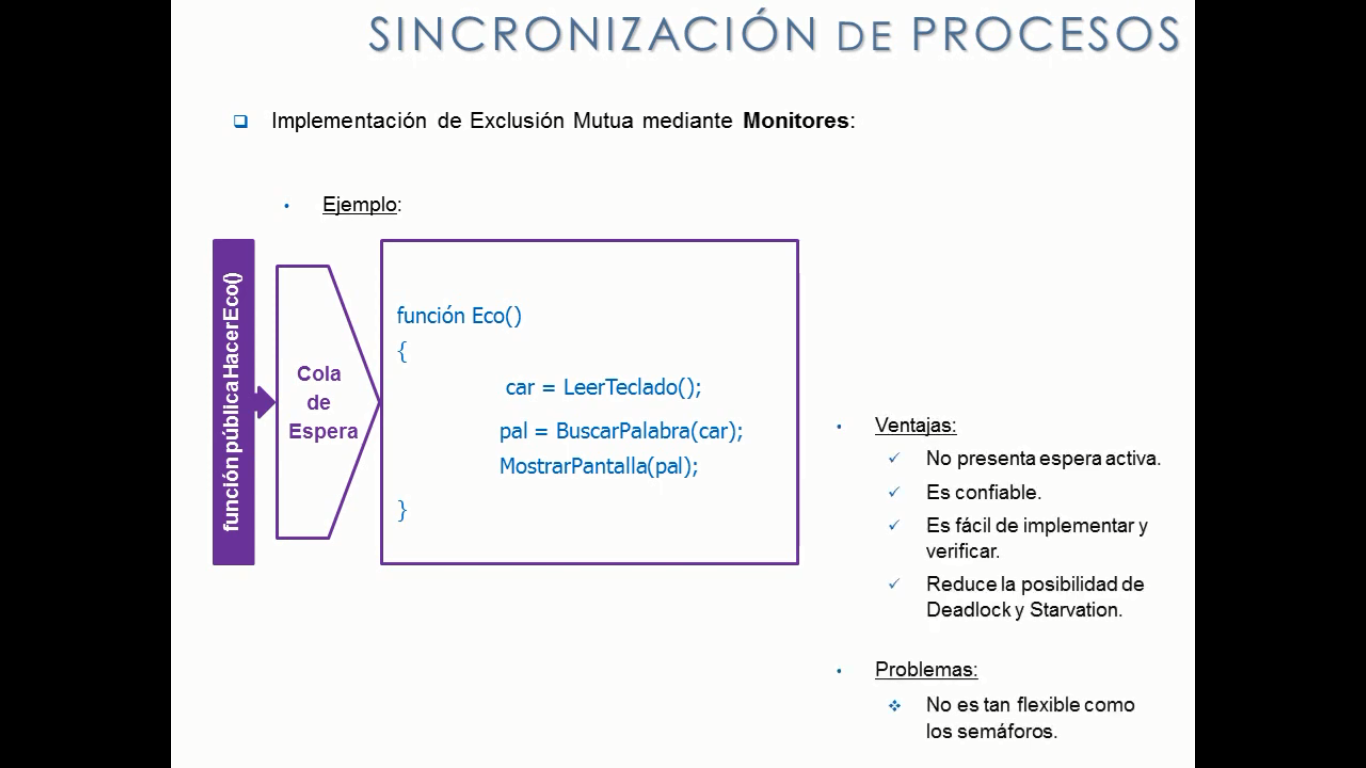 SINCRONIZACIÓN DE PROCESOS
Implementación de Exclusión Mutua mediante Monitores:
Ejemplo:
función pública HacerEco()
Cola
de
Espera
función Eco()
{
car = LeerTeclado();
pal = BuscarPalabra(car);
MostrarPantalla(pal);
}
Ventajas:
No presenta espera activa.
Es confiable.
Es fácil de implementar y
verificar.
Reduce la posibilidad de
Deadlock y Starvation.
Problemas:
No es tan flexible como
los semáforos.